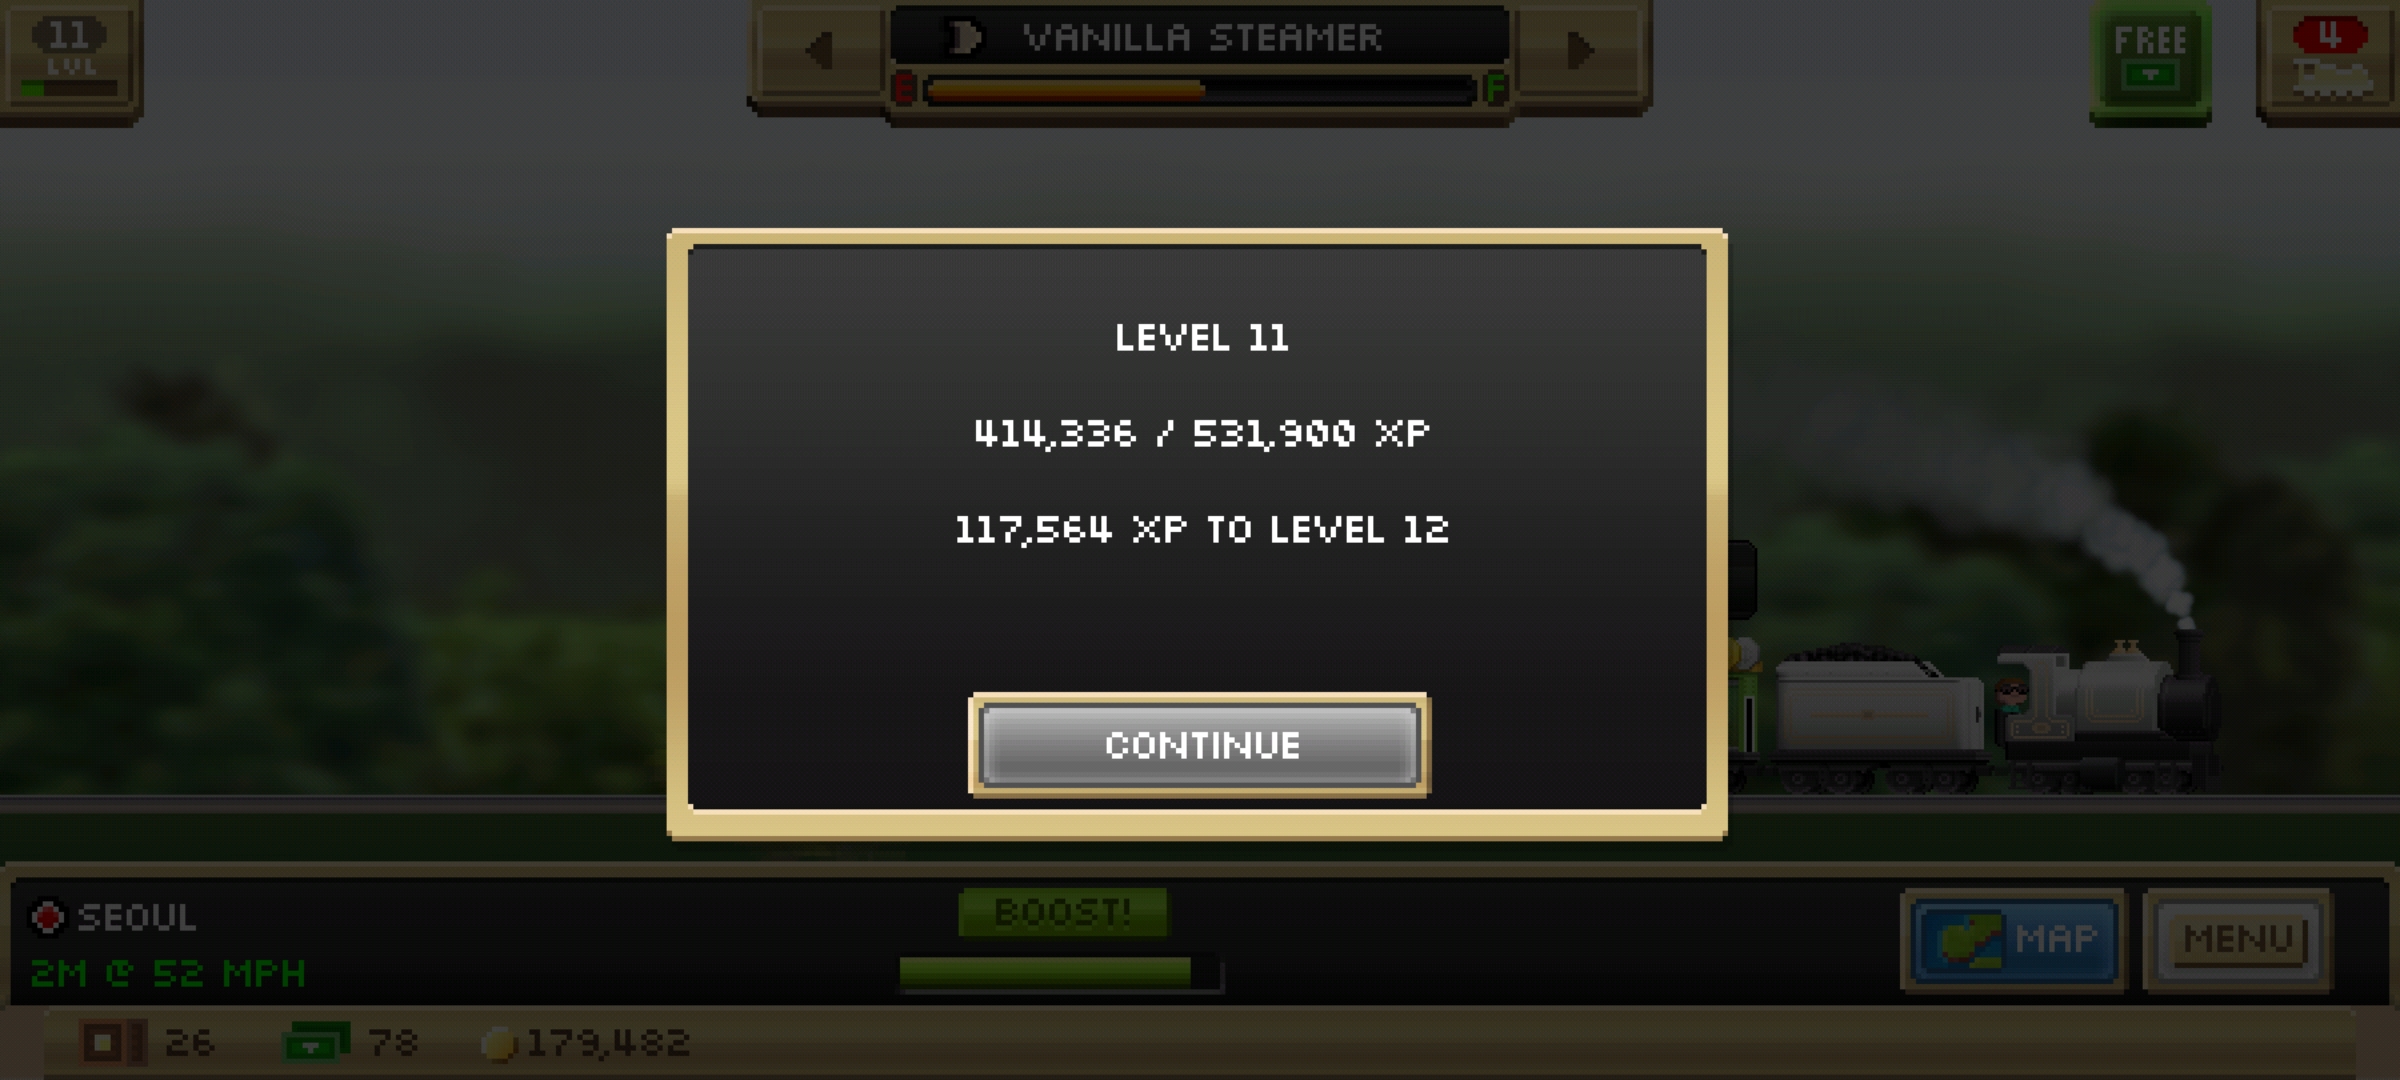 11
LVL
VANILLA STEAMER
E F
FREE
4
LEVEL 11
414,336 / 531,900 XP
117,564 XP TO LEVEL 12
CONTINUE
SEOUL
2M @ 52 MPH
BOOST!
MAP
MENU
26 78 179,482